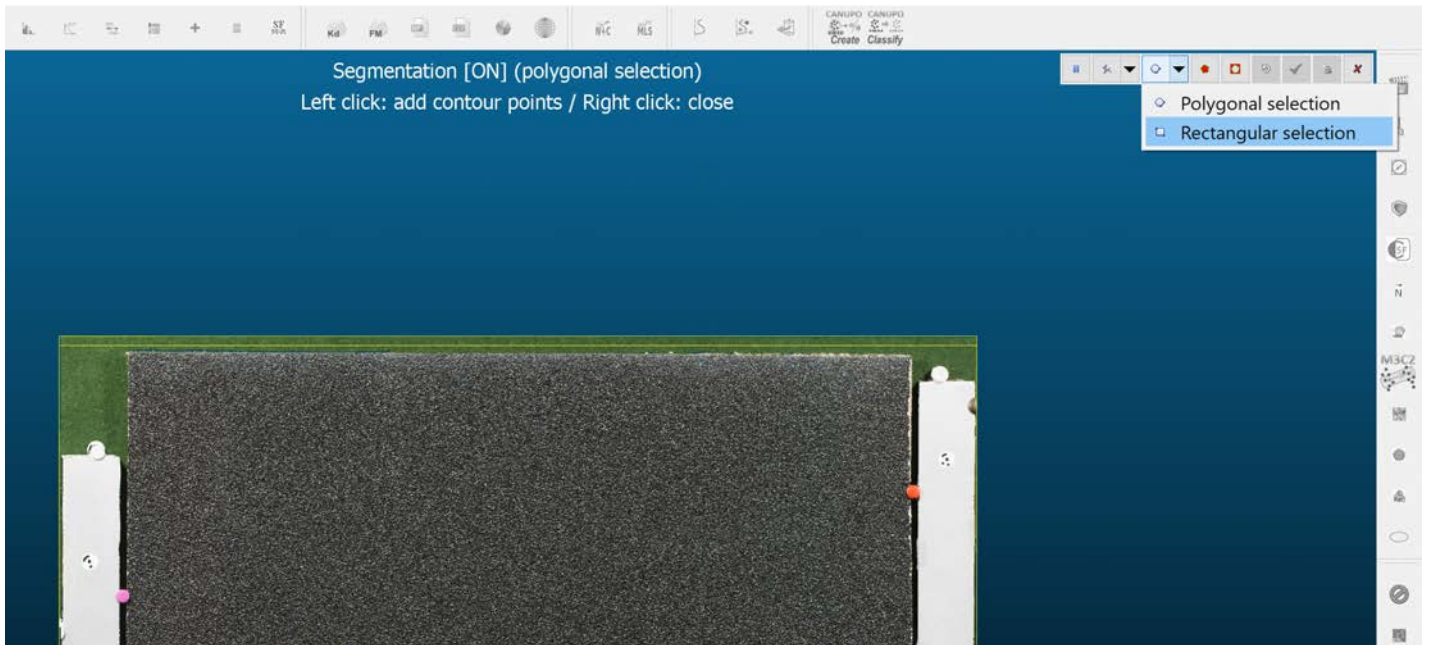 CANUPO CANUPO
SF
Kd
FM
N+C
MLS
Create Classify
Segmentation [ON] (polygonal selection)
Left click: add contour points / Right click: close
Polygonal selection
Rectangular selection
SF
N
M3C2